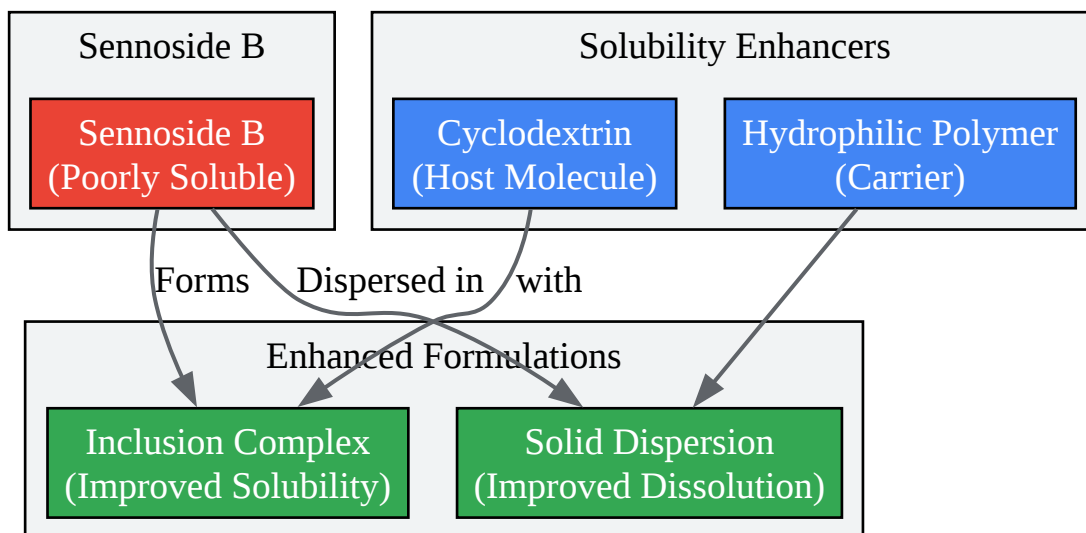 Sennoside B
Solubility Enhancers
Sennoside B
(Poorly Soluble)
Cyclodextrin
(Host Molecule)
Hydrophilic Polymer
(Carrier)
Forms
Dispersed in
with
Enhanced Formulations
Inclusion Complex
(Improved Solubility)
Solid Dispersion
(Improved Dissolution)